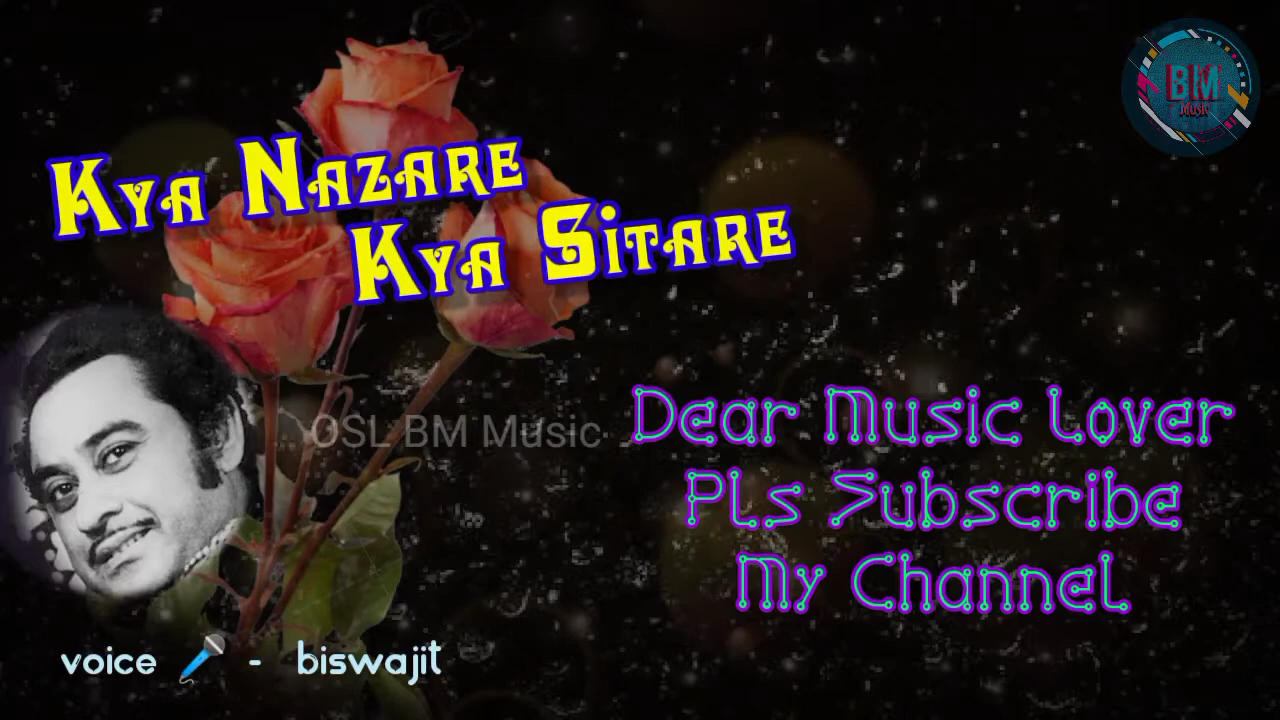 BM
Music
Kya Nazare
Kya Sitare
OSL BM Music
Dear Music Lover
Pls Subscribe
My Channel
voice 🎤 - biswajit